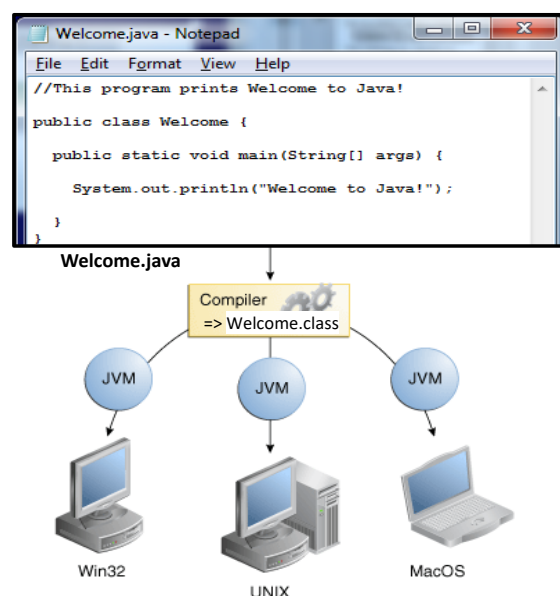 Welcome.java - Notepad
File Edit Format View Help
//This program prints Welcome to Java!
public class Welcome {
public static void main(String[] args) {
System.out.println("Welcome to Java!");
}
}
Welcome.java
Compiler
=> Welcome.class
JVM JVM JVM
Win32 UNIX MacOS